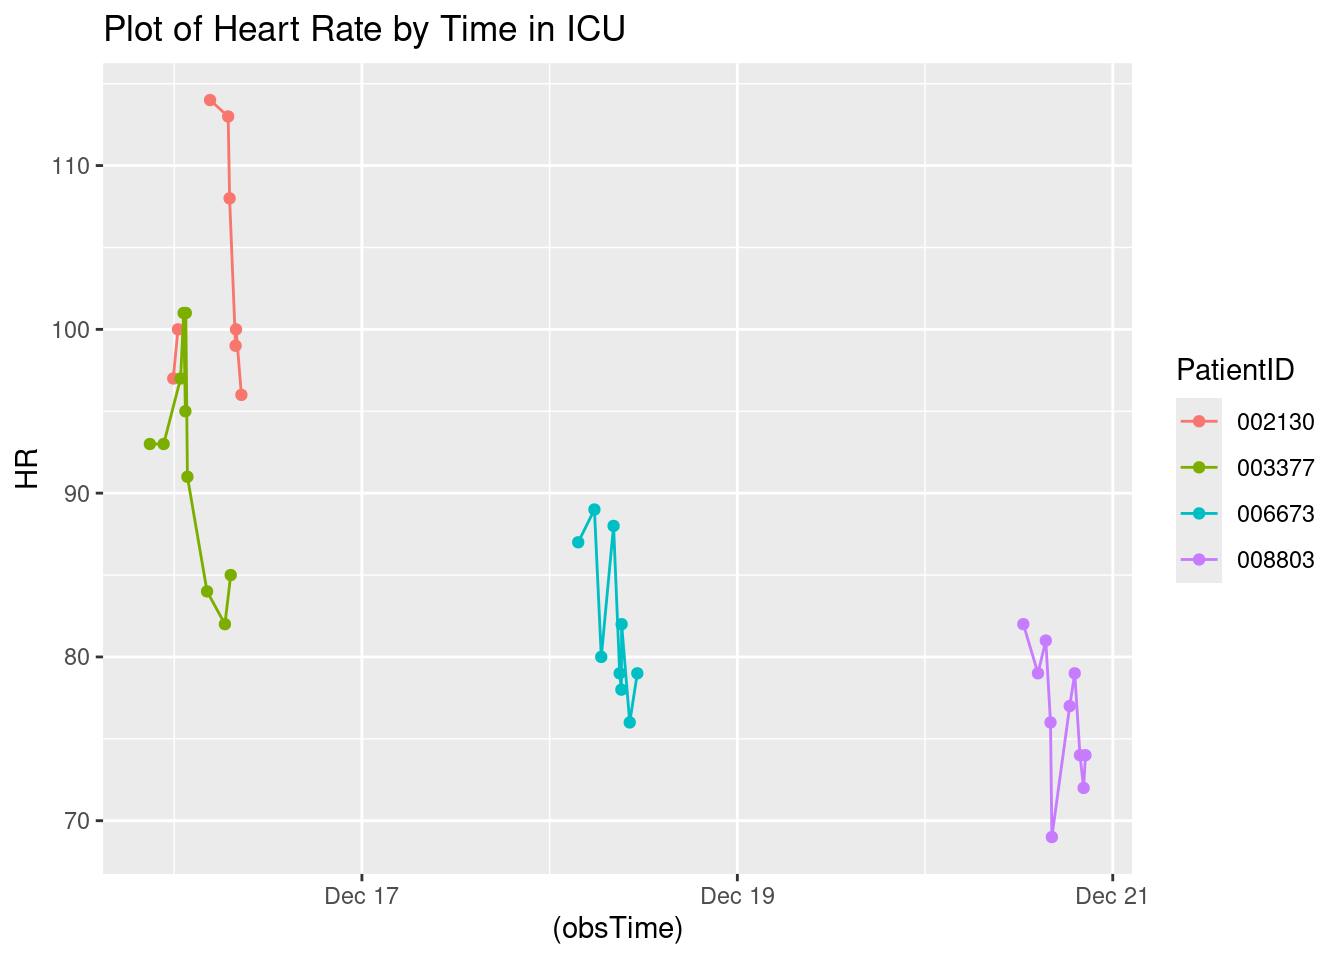 Plot of Heart Rate by Time in ICU
HR
110
100
90
80
70
Dec 17
Dec 19
Dec 21
(obsTime)
PatientID
002130
003377
006673
008803